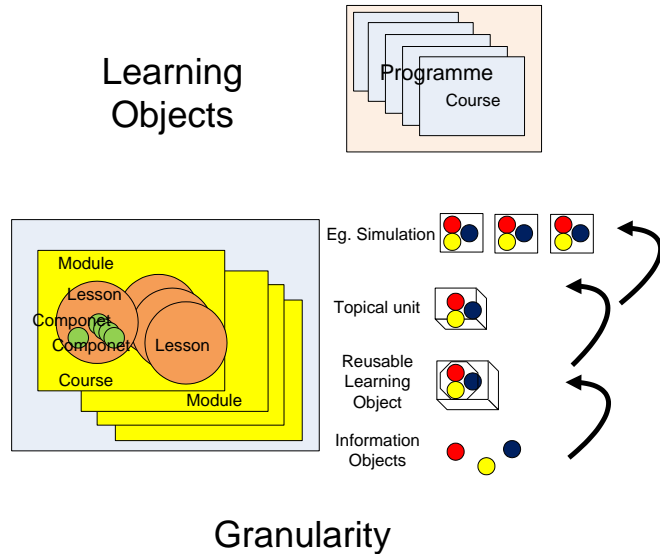 Learning
Objects
Programme
Course
Module
Lesson
Componet
Componet
Lesson
Course
Module
Eg. Simulation
Topical unit
Reusable
Learning
Object
Information
Objects
Granularity